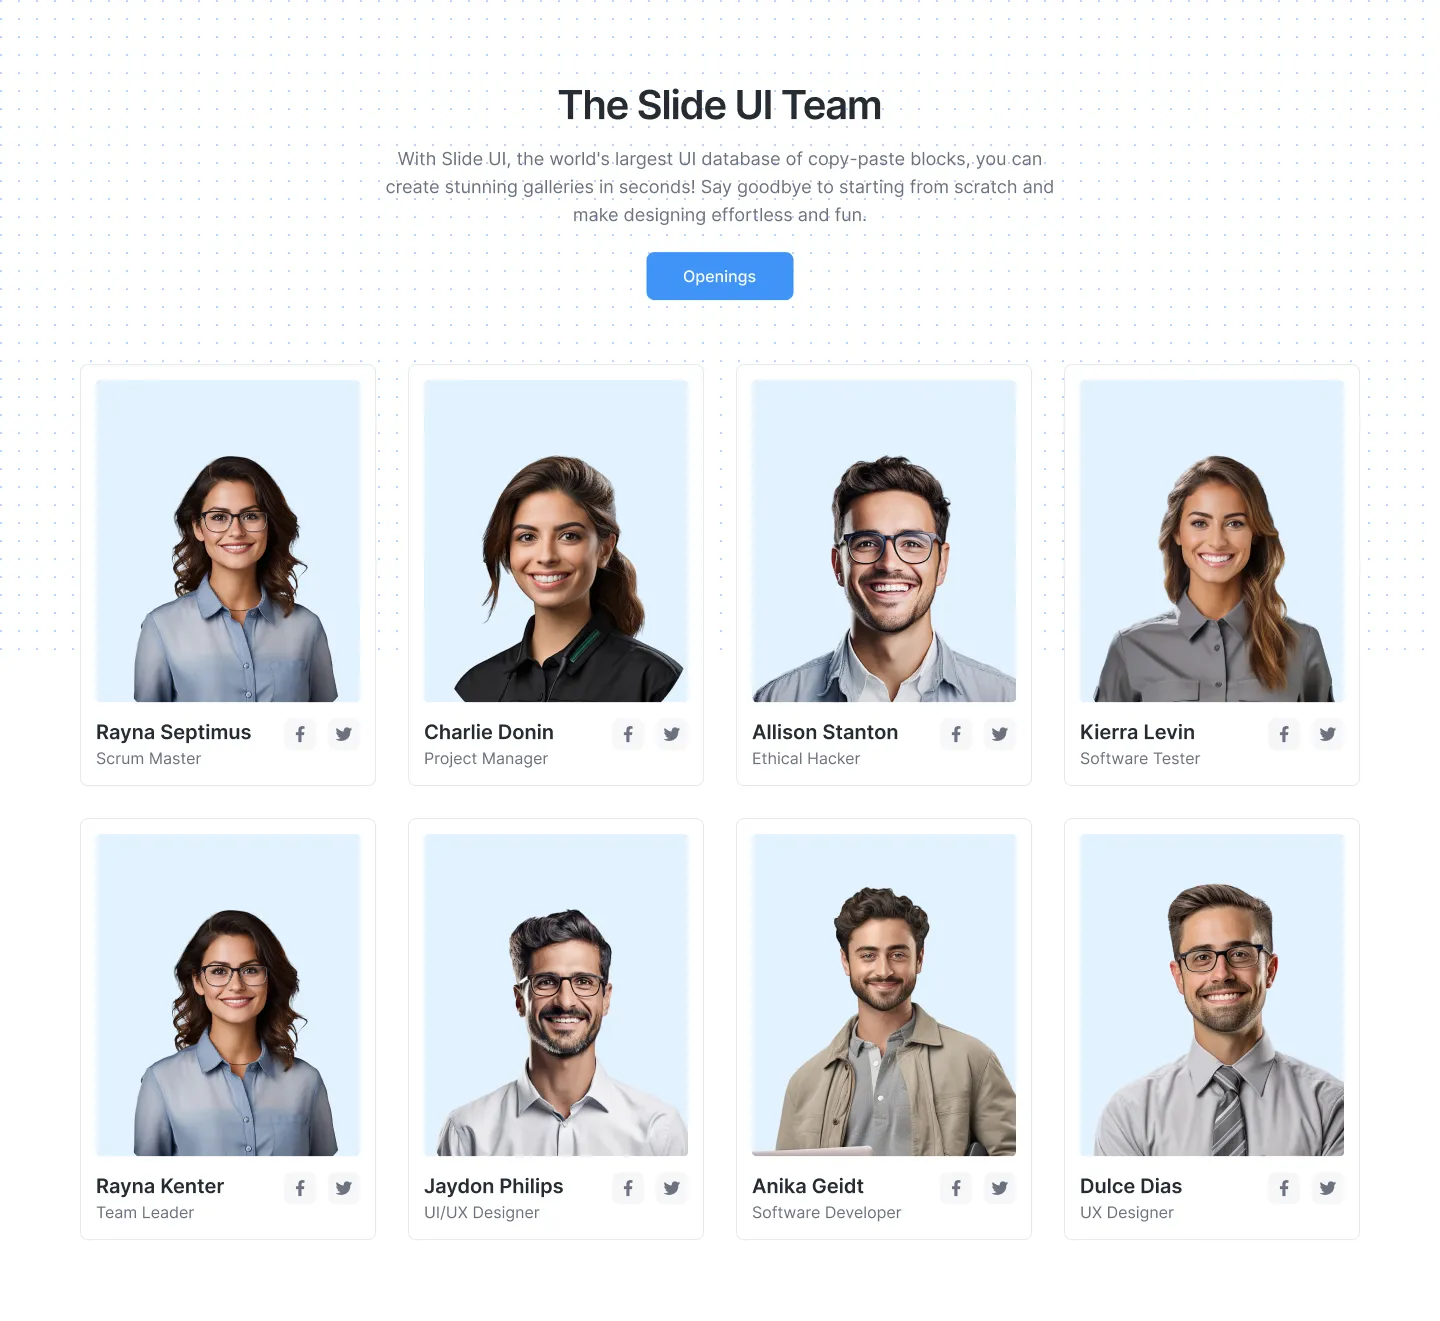 The Slide UI Team
With Slide UI, the world's largest UI database of copy-paste blocks, you can
create stunning galleries in seconds! Say goodbye to starting from scratch and
make designing effortless and fun.
Openings
Rayna Septimus
Scrum Master
Charlie Donin
Project Manager
Allison Stanton
Ethical Hacker
Kierra Levin
Software Tester
Rayna Kenter
Team Leader
Jaydon Philips
UI/UX Designer
Anika Geidt
Software Developer
Dulce Dias
UX Designer